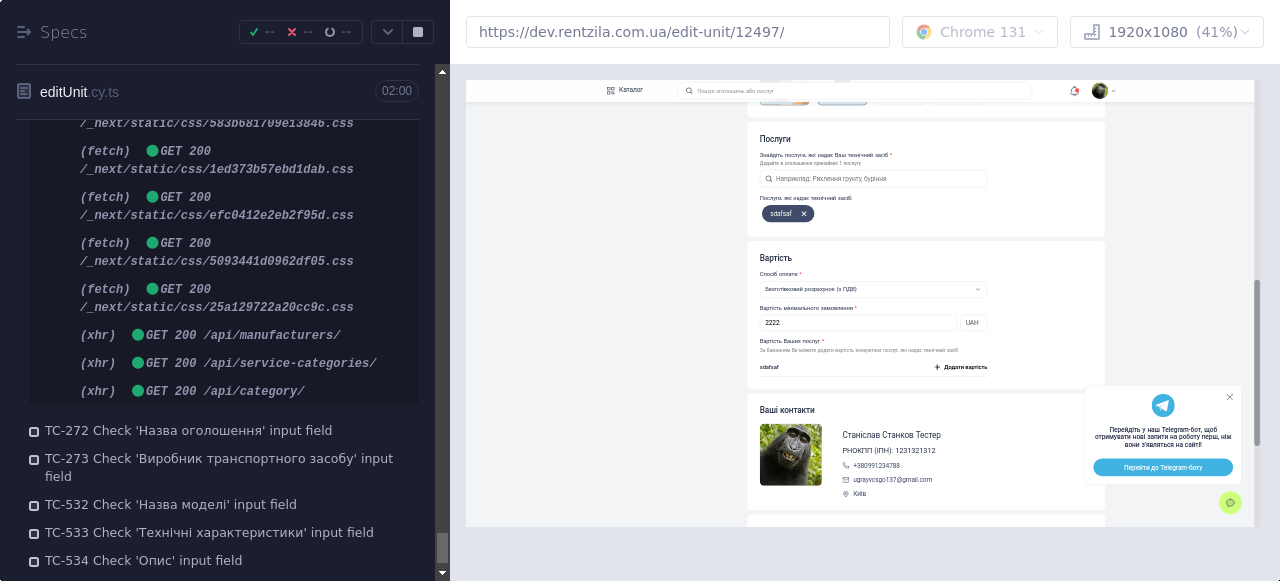 Specs
--
--
--
https://dev.rentzila.com.ua/edit-unit/12497/
Chrome 131
1920x1080 (41%)
editUnit.cy.ts
02:00
/_next/static/css/583b681709e13846.css
(fetch) GET 200
/_next/static/css/1ed373b57ebd1dab.css
(fetch) GET 200
/_next/static/css/efc0412e2eb2f95d.css
(fetch) GET 200
/_next/static/css/5093441d0962df05.css
(fetch) GET 200
/_next/static/css/25a129722a20cc9c.css
(xhr) GET 200 /api/manufacturers/
(xhr) GET 200 /api/service-categories/
(xhr) GET 200 /api/category/
TC-272 Check 'Назва оголошення' input field
TC-273 Check 'Виробник транспортного засобу' input
field
TC-532 Check 'Назва моделі' input field
TC-533 Check 'Технічні характеристики' input field
TC-534 Check 'Опис' input field
Каталог
Пошук оголошень або послуг
Послуги
Знайдіть послуги, які надає Ваш технічний засіб *
Додайте в оголошення принаймні 1 послугу
Наприклад: Рихлення грунту, буріння
Послуги, які надає технічний засіб:
sdafsaf
Вартість
Спосіб оплати *
Безготівковий розрахунок (з ПДВ)
Вартість мінімального замовлення *
2222
UAH
Вартість Ваших послуг *
За бажанням Ви можете додати вартість конкретних послуг, які надає технічний засіб
sdafsaf
Додати вартість
Ваші контакти
Станіслав Станков Тестер
РНОКПП (ІПН): 1231321312
+380991234788
ugrayvosgo137@gmail.com
Київ
Перейдіть у наш Telegram-бот, щоб
отримувати нові запити на роботу перш, ніж
вони з'являться на сайті!
Перейти до Telegram-боту